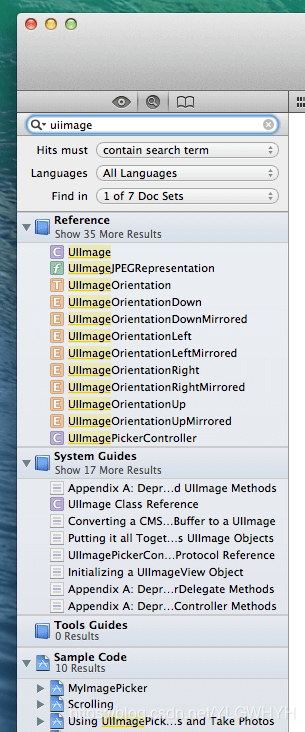 uiimage
Hits must contain search term
Languages All Languages
Find in 1 of 7 Doc Sets
Reference
Show 35 More Results
C UIImage
f UIImageJPEGRepresentation
T UIImageOrientation
E UIImageOrientationDown
E UIImageOrientationDownMirrored
E UIImageOrientationLeft
E UIImageOrientationLeftMirrored
E UIImageOrientationRight
E UIImageOrientationRightMirrored
E UIImageOrientationUp
E UIImageOrientationUpMirrored
C UIImagePickerController
System Guides
Show 17 More Results
Appendix A: Depr...d UIImage Methods
C UIImage Class Reference
Converting a CMS...Buffer to a UIImage
Putting it all Toget...s UIImage Objects
UIImagePickerCon...Protocol Reference
Initializing a UIImageView Object
Appendix A: Depr...rDelegate Methods
Appendix A: Depr...Controller Methods
Tools Guides
0 Results
Sample Code
10 Results
MyImagePicker
Scrolling
Using UIImagePick...s and Take Photos
https://blog.csdn.net/YLGWHYH